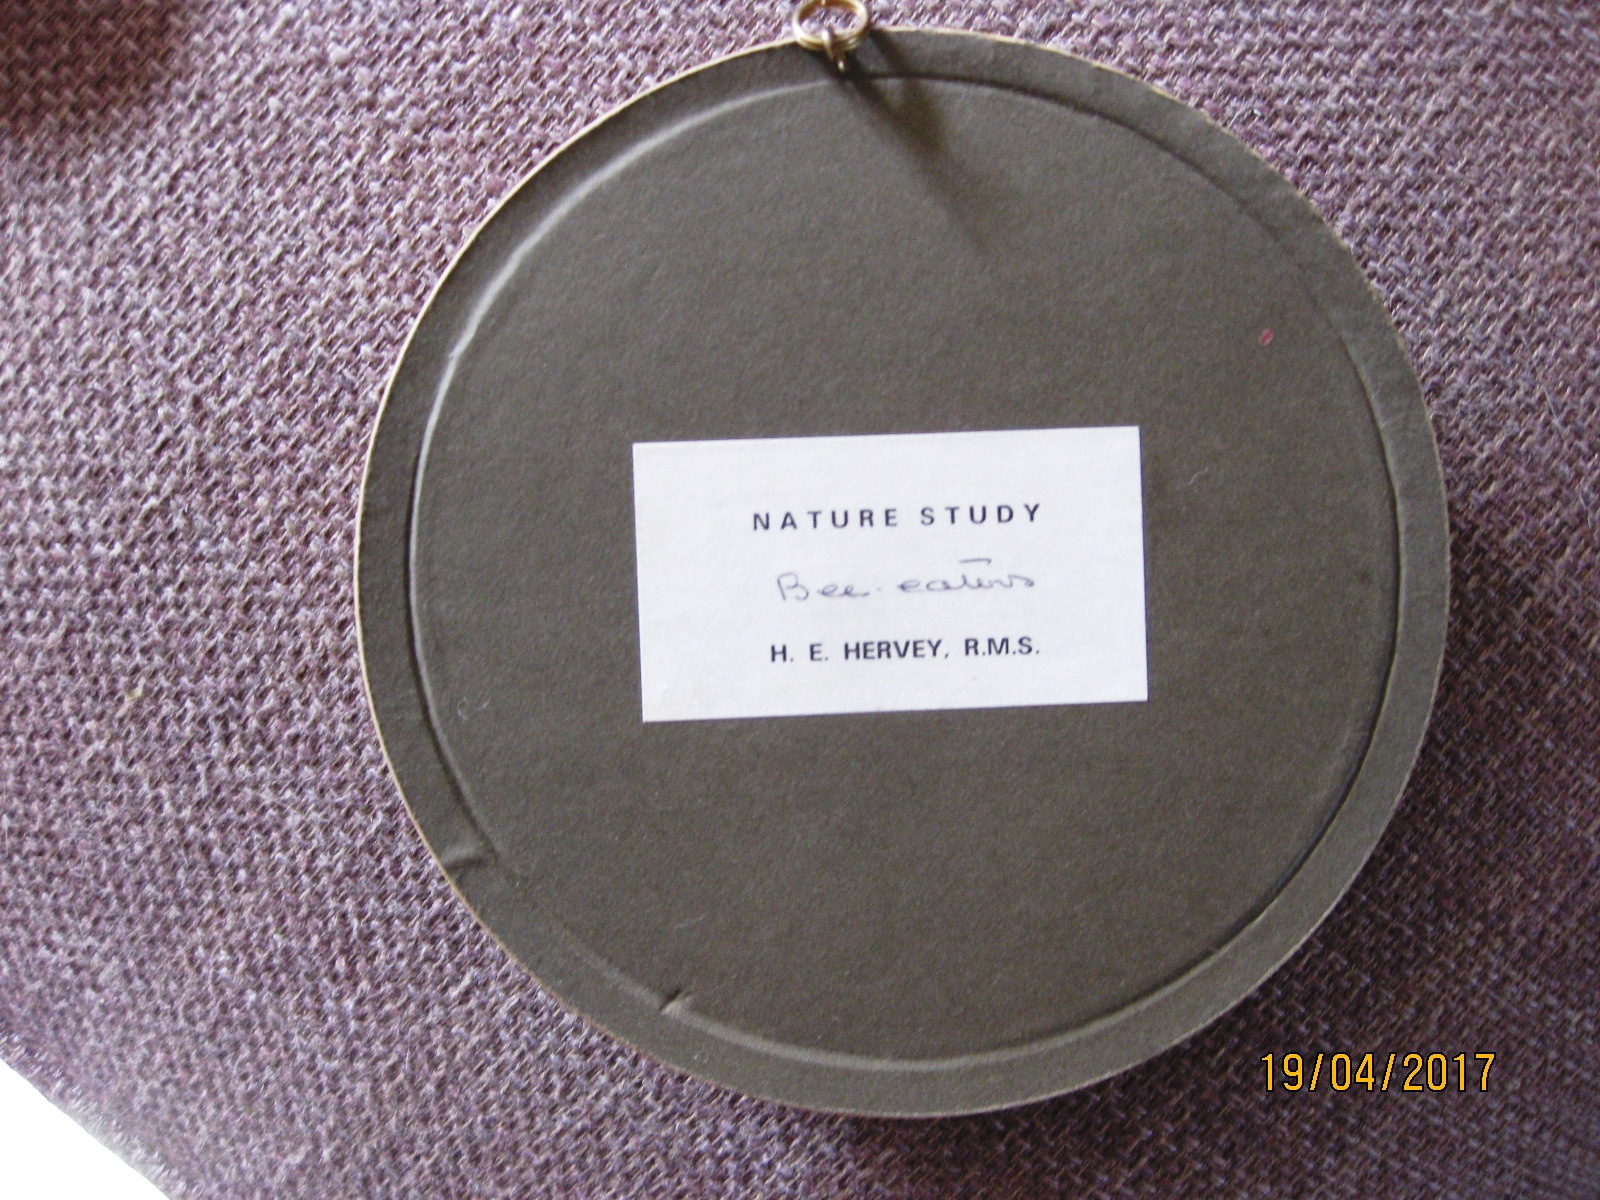 NATURE STUDY
Bee-eaters
H. E. HERVEY, R.M.S.
19/04/2017